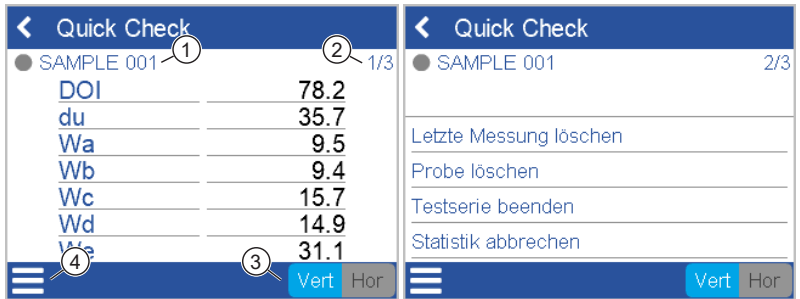 Quick Check
1
2
SAMPLE 001
1/3
DOI 78.2
du 35.7
Wa 9.5
Wb 9.4
Wc 15.7
Wd 14.9
We 31.1
4
3
Vert Hor
Quick Check
SAMPLE 001
2/3
Letzte Messung löschen
Probe löschen
Testserie beenden
Statistik abbrechen
Vert Hor